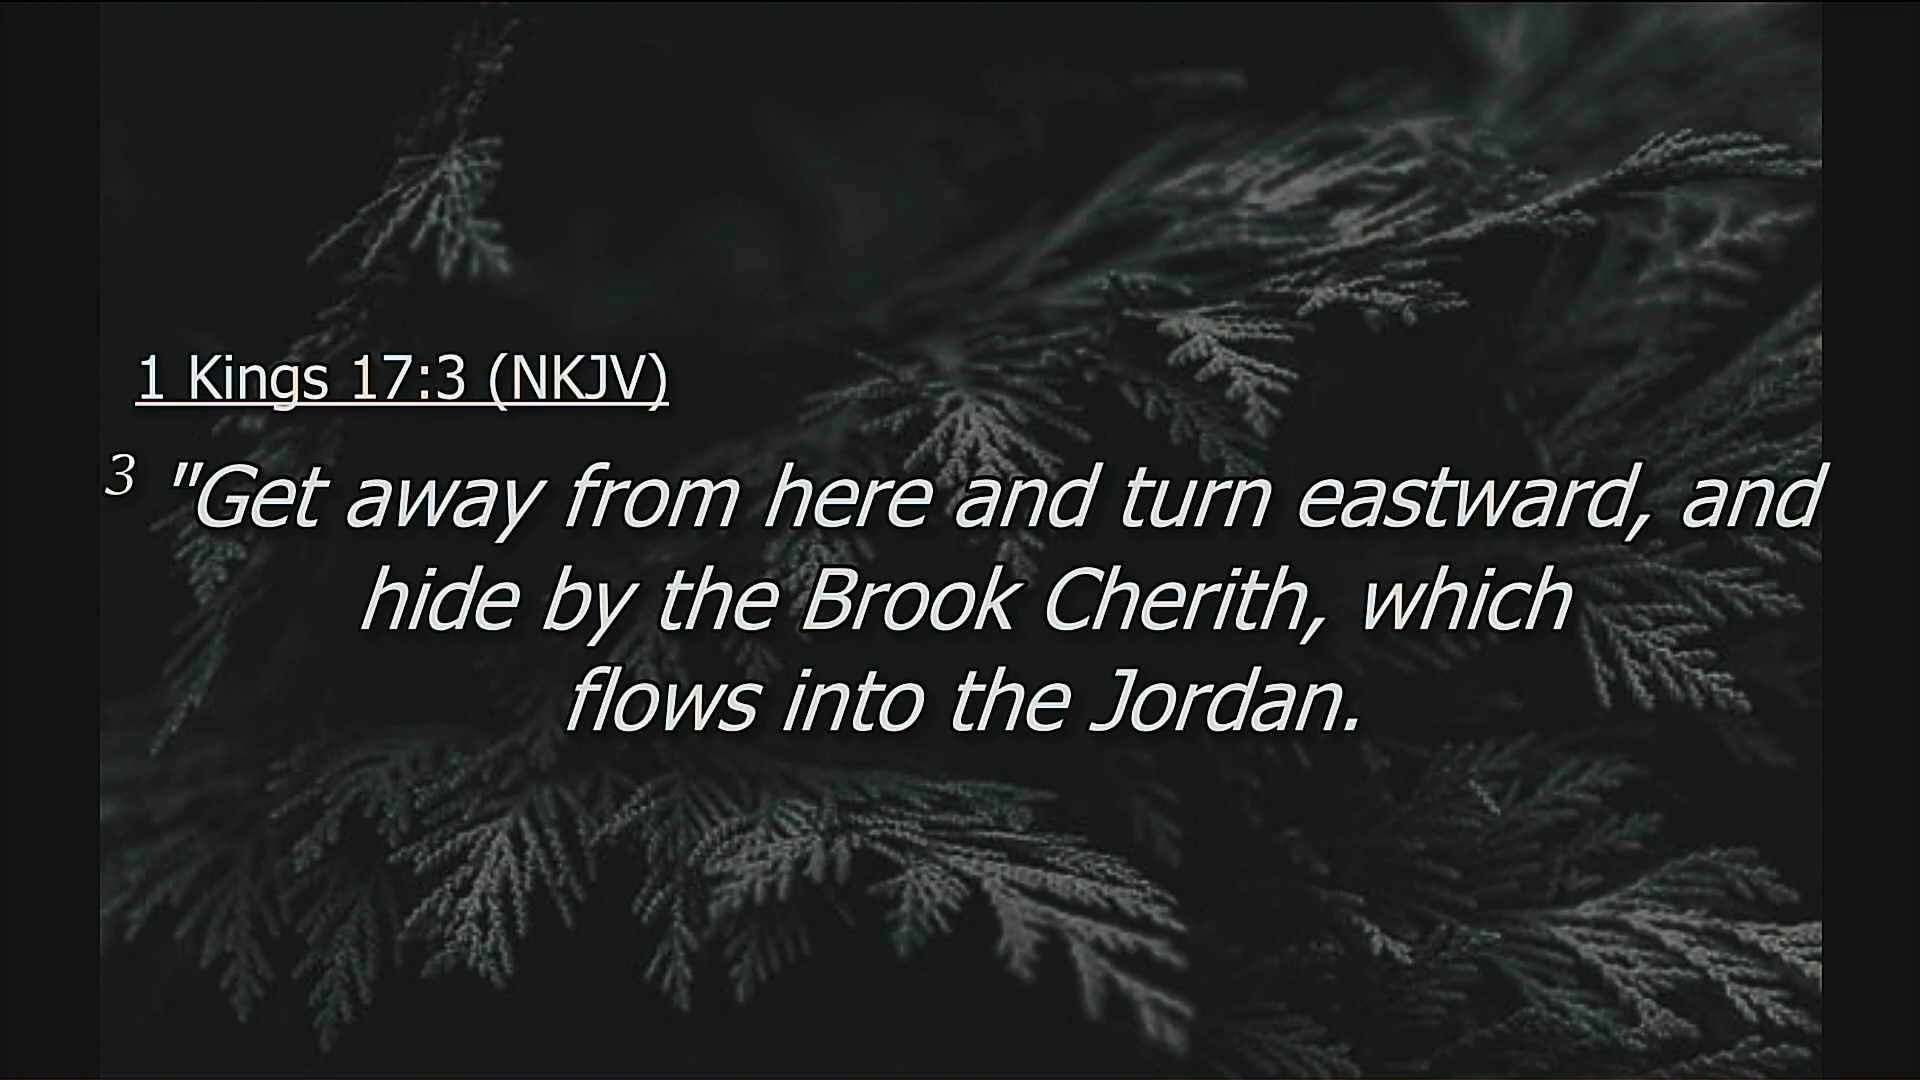 1 Kings 17:3 (NKJV)
3 "Get away from here and turn eastward, and
hide by the Brook Cherith, which
flows into the Jordan.